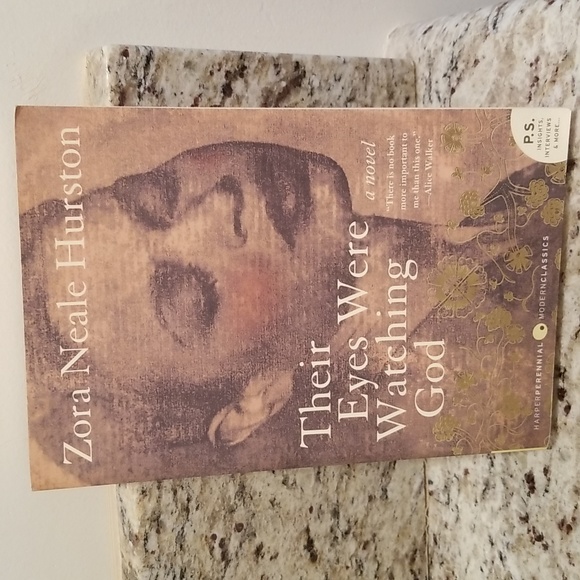 Zora Neale Hurston
Their
Eyes Were
Watching
God
a novel
"There is no book
more important to
me than this one."
—Alice Walker
P.S.
INSIGHTS,
INTERVIEWS
& MORE...
HARPERPERENNIAL MODERNCLASSICS